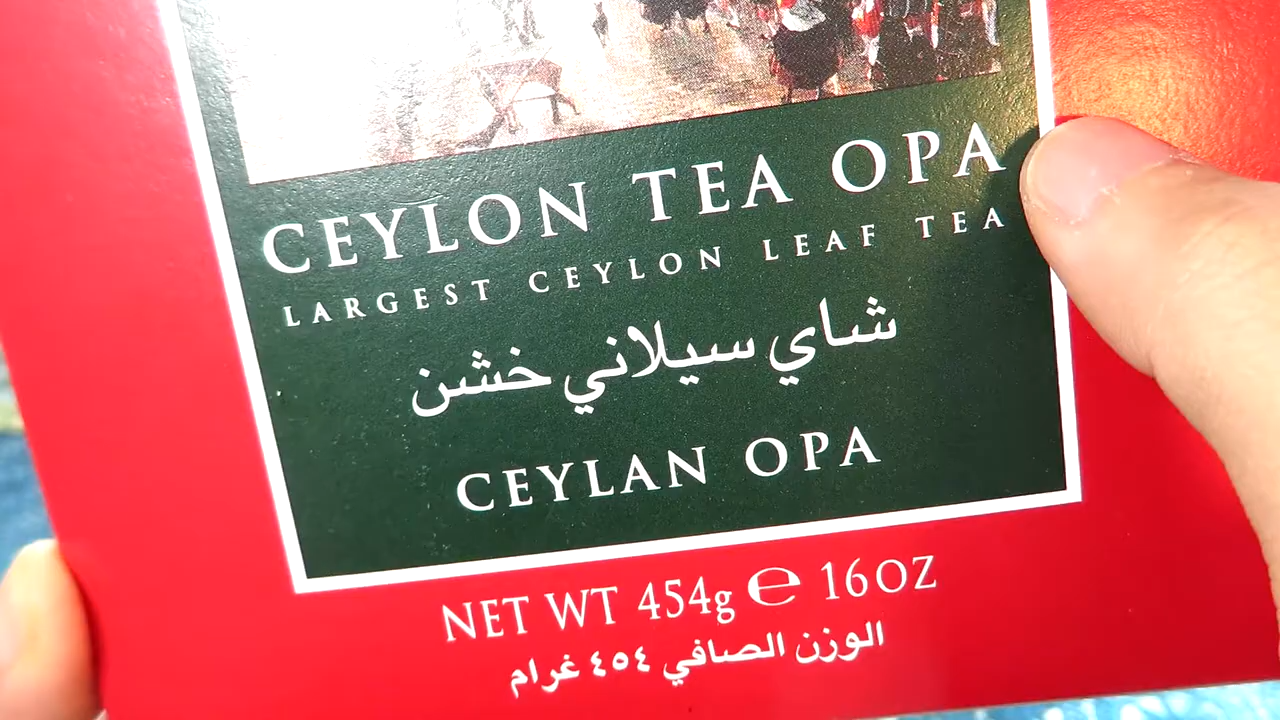 CEYLON TEA OPA
LARGEST CEYLON LEAF TEA
شاي سيلاني خشن
CEYLAN OPA
NET WT 454g ℮ 16OZ
الوزن الصافي ٤٥٤ غرام